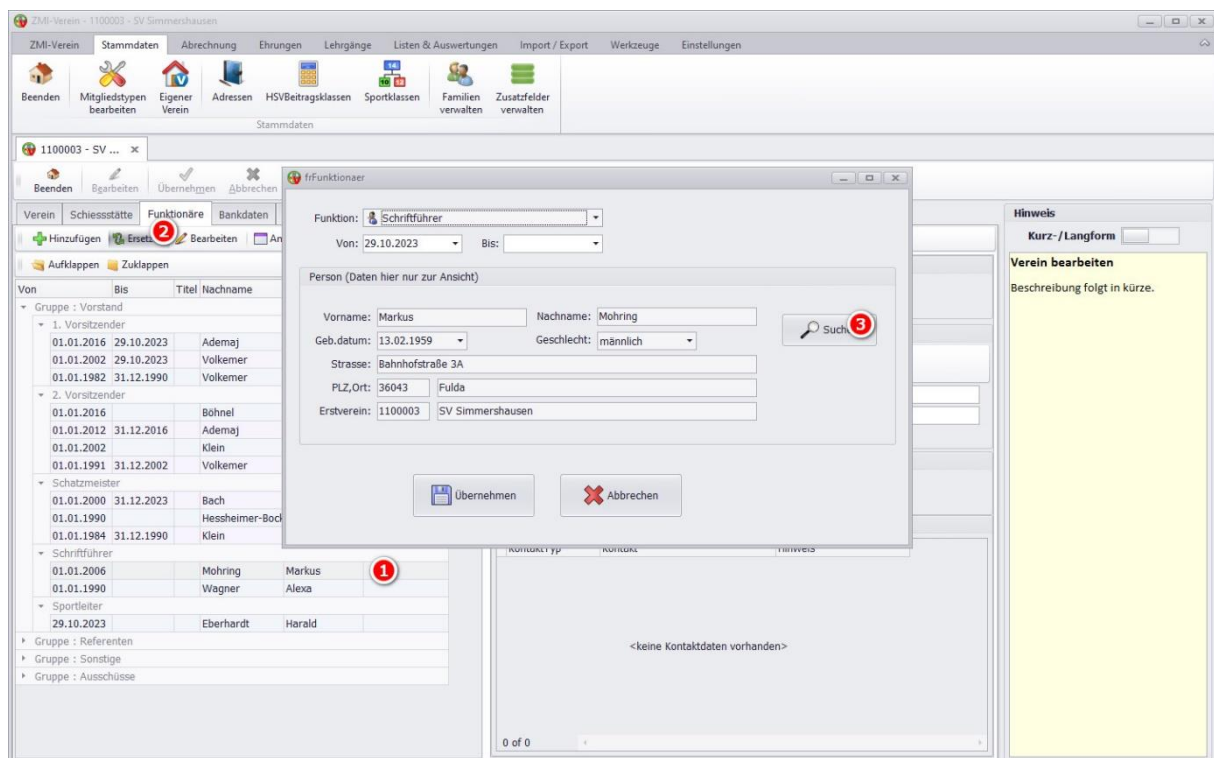 ZMI-Verein - 1100003 - SV Simmershausen
ZMI-Verein Stammdaten Abrechnung Ehrungen Lehrgänge Listen & Auswertungen Import / Export Werkzeuge Einstellungen
Beenden Mitgliedstypen bearbeiten Eigener Verein Adressen HSVBeitragsklassen Sportklassen Familien verwalten Zusatzfelder verwalten
Stammdaten
1100003 - SV ...
Beenden Bearbeiten Übernehmen Abbrechen
Verein Schiessstätte Funktionäre Bankdaten
2
Hinzufügen Bearbeiten
Aufklappen Zuklappen
Von Bis Titel Nachname
Gruppe : Vorstand
1. Vorsitzender
01.01.2016 29.10.2023 Ademaj
01.01.2002 29.10.2023 Volkemer
01.01.1982 31.12.1990 Volkemer
2. Vorsitzender
01.01.2016 Böhnel
01.01.2012 31.12.2016 Ademaj
01.01.2002 Klein
01.01.1991 31.12.2002 Volkemer
Schatzmeister
01.01.2000 31.12.2023 Bach
01.01.1990 Hessheimer-Bock
01.01.1984 31.12.1990 Klein
Schriftführer
01.01.2006 Mohring Markus
1
01.01.1990 Wagner Alexa
Sportleiter
29.10.2023 Eberhardt Harald
Gruppe : Referenten
Gruppe : Sonstige
Gruppe : Ausschüsse
frFunktionaer
Funktion: Schriftführer
Von: 29.10.2023 Bis:
Person (Daten hier nur zur Ansicht)
Vorname: Markus Nachname: Mohring
Geb.datum: 13.02.1959 Geschlecht: männlich
3
Strasse: Bahnhofstraße 3A
PLZ,Ort: 36043 Fulda
Erstverein: 1100003 SV Simmershausen
Übernehmen Abbrechen
KontaktTyp Kontakt Hinweis
<keine Kontaktdaten vorhanden>
0 of 0
Hinweis
Kurz-/Langform
Verein bearbeiten
Beschreibung folgt in kürze.